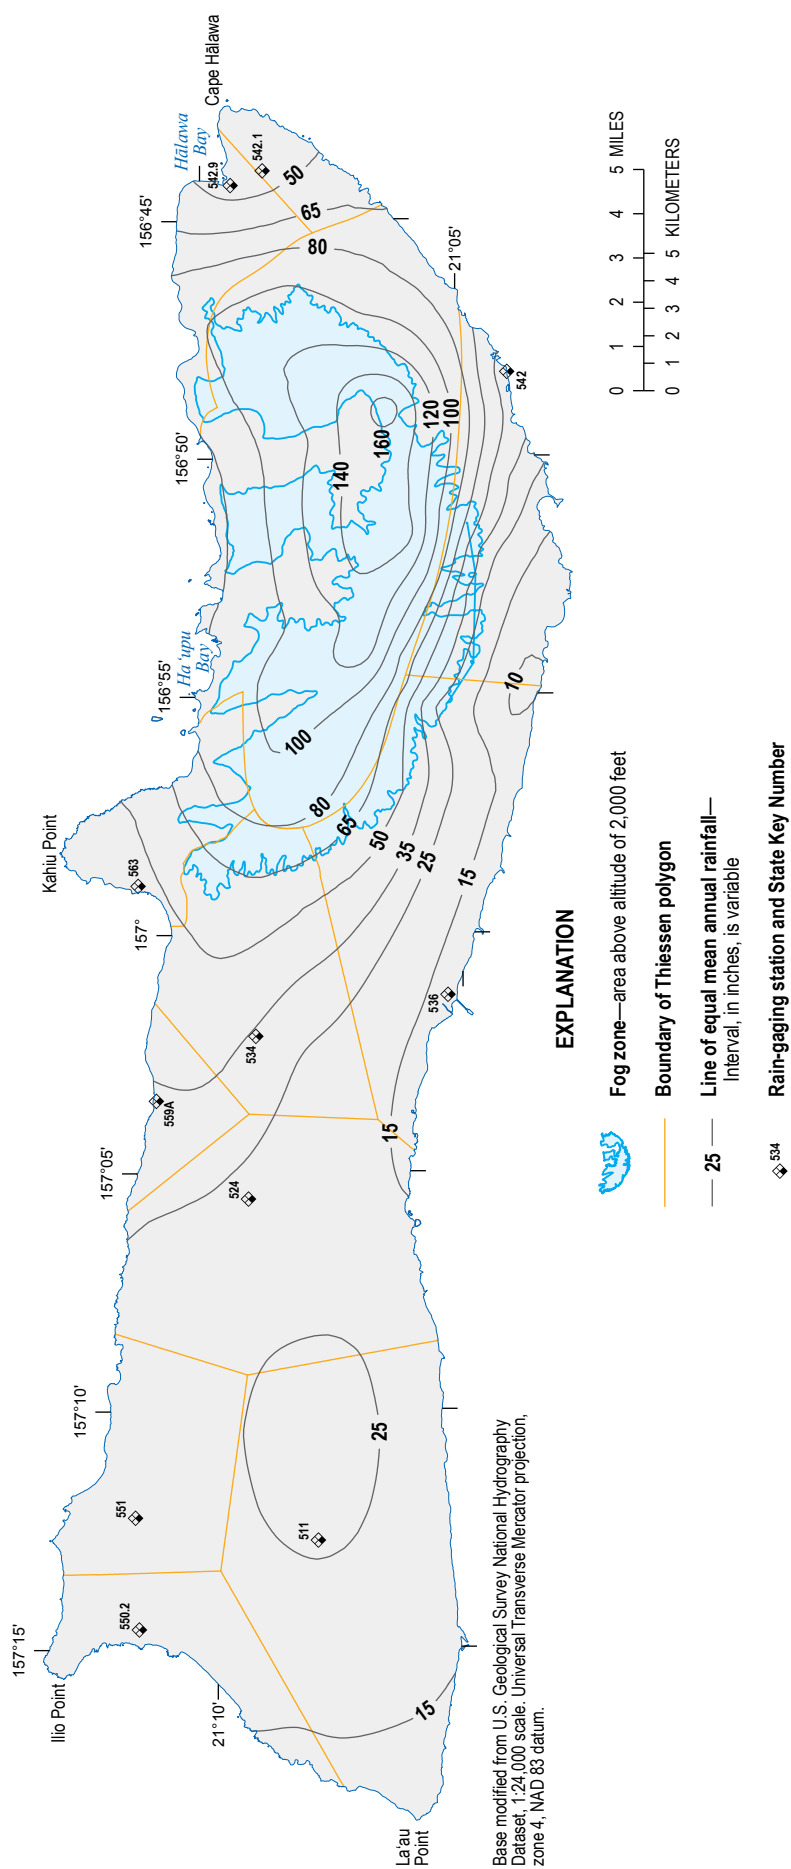 Kahiu Point
Hālawa
Bay
Cape Hālawa
Ha‘upu
Bay
Ilio Point
La‘au
Point
157°15'
157°10'
157°05'
157°
156°55'
156°50'
156°45'
21°10'
21°05'
550.2
551
511
524
559A
534
563
536
542
542.9
542.1
15
25
15
15
25
35
50
65
80
100
140
160
120
100
80
65
50
10
Base modified from U.S. Geological Survey National Hydrography
Dataset, 1:24,000 scale. Universal Transverse Mercator projection,
zone 4, NAD 83 datum.
0 1 2 3 4 5 MILES
0 1 2 3 4 5 KILOMETERS
EXPLANATION
Fog zone—area above altitude of 2,000 feet
Boundary of Thiessen polygon
25
Line of equal mean annual rainfall—
Interval, in inches, is variable
534
Rain-gaging station and State Key Number